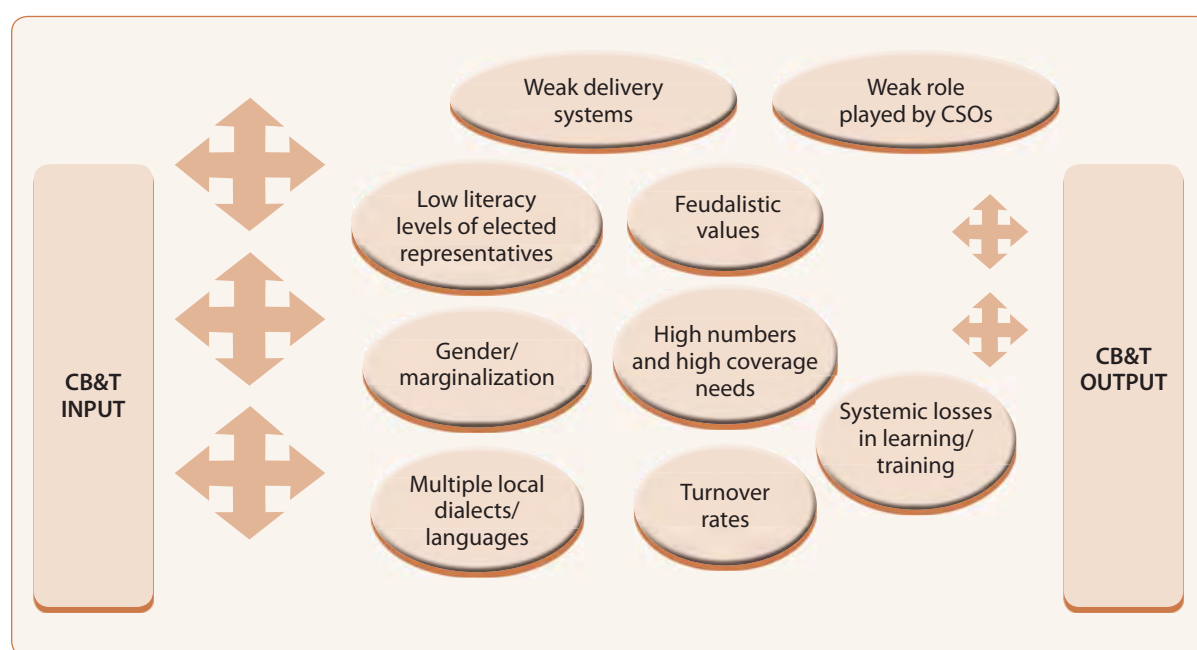 Weak delivery
systems
Weak role
played by CSOs
Low literacy
levels of elected
representatives
Feudalistic
values
CB&T
INPUT
Gender/
marginalization
High numbers
and high coverage
needs
CB&T
OUTPUT
Systemic losses
in learning/
training
Multiple local
dialects/
languages
Turnover
rates